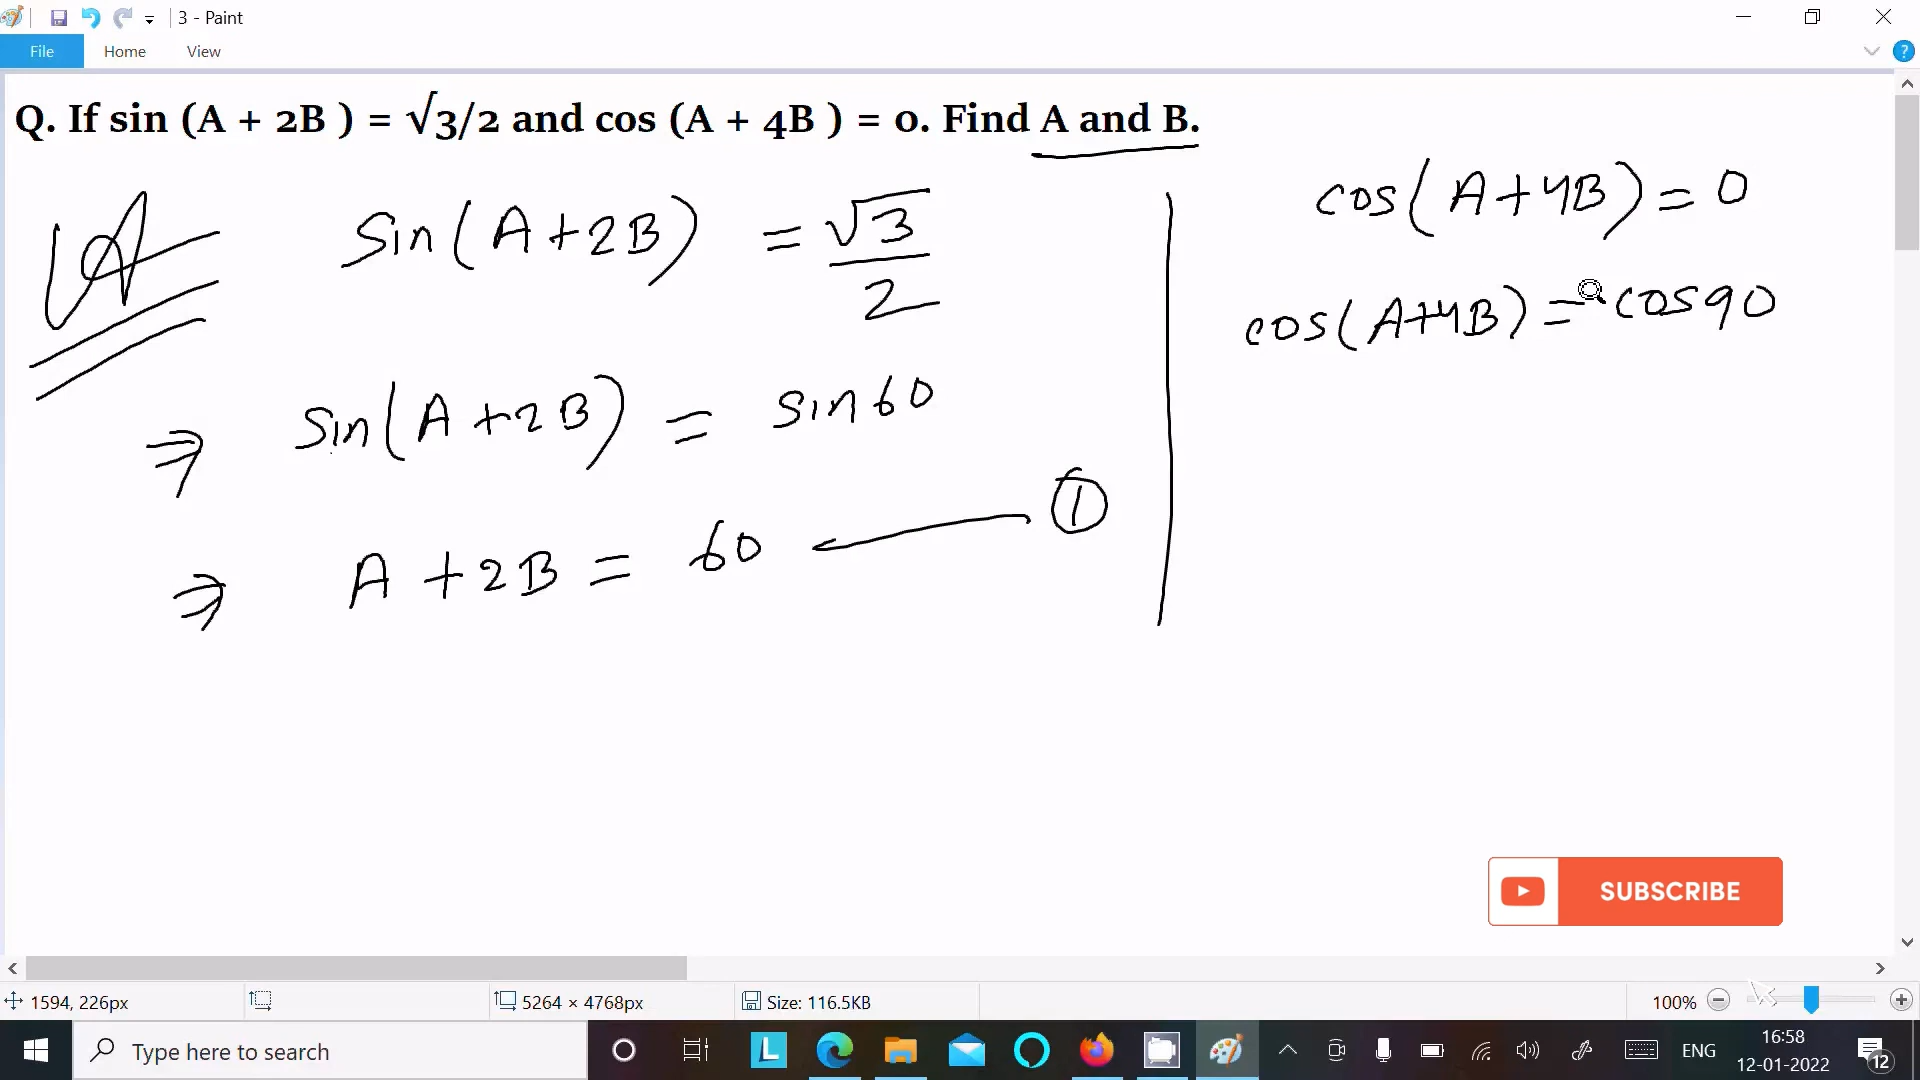 3 - Paint
File Home View
Q. If sin (A + 2B ) = √3/2 and cos (A + 4B ) = 0. Find A and B.
A
Sin(A+2B) = √3/2
⇒ Sin(A+2B) = Sin60
⇒ A+2B = 60 ①
cos(A+4B) = 0
cos(A+4B) = cos90
SUBSCRIBE
1594, 226px 5264 × 4768px Size: 116.5KB 100%
Type here to search
L
ENG
16:58
12-01-2022
12